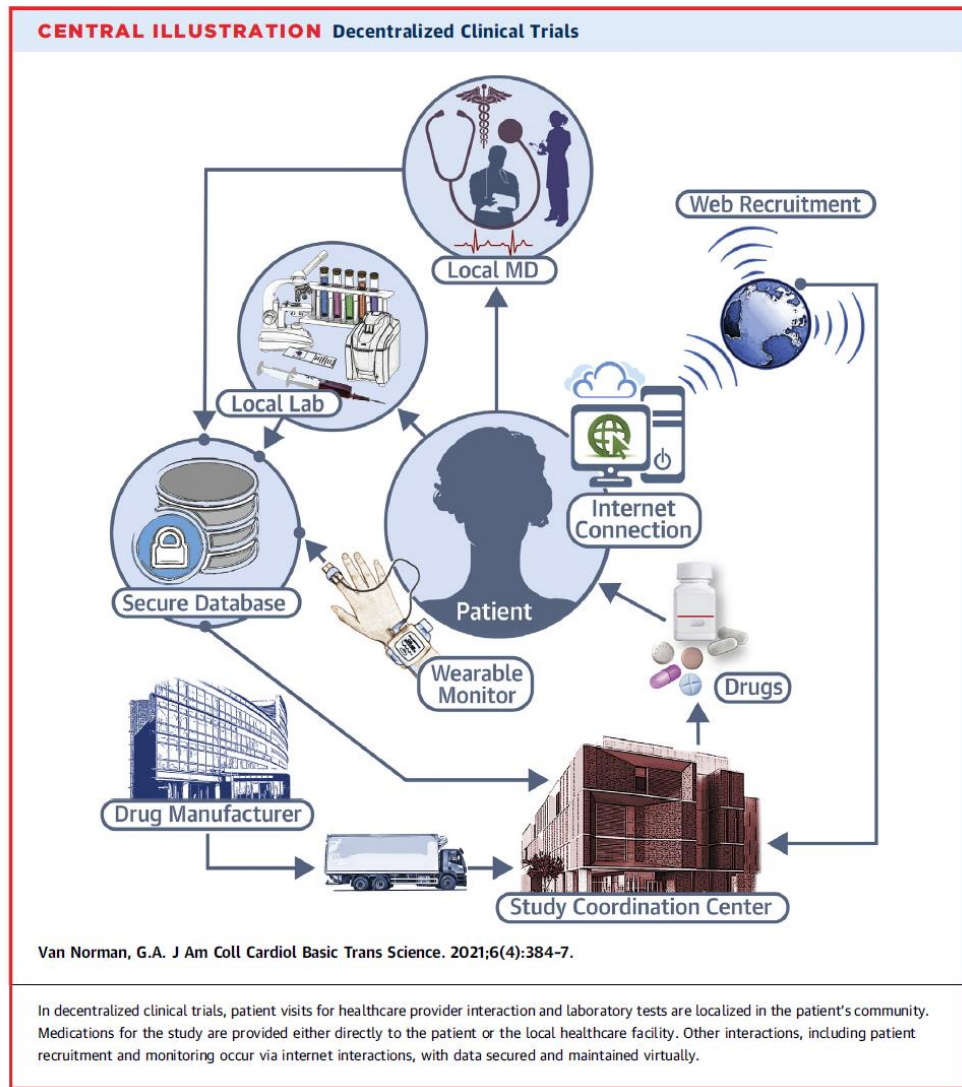 CENTRAL ILLUSTRATION Decentralized Clinical Trials
Web Recruitment
Local MD
Local Lab
Internet
Connection
Secure Database
Patient
Wearable
Monitor
Drugs
Drug Manufacturer
Study Coordination Center
Van Norman, G.A. J Am Coll Cardiol Basic Trans Science. 2021;6(4):384-7.
In decentralized clinical trials, patient visits for healthcare provider interaction and laboratory tests are localized in the patient's community.
Medications for the study are provided either directly to the patient or the local healthcare facility. Other interactions, including patient
recruitment and monitoring occur via internet interactions, with data secured and maintained virtually.